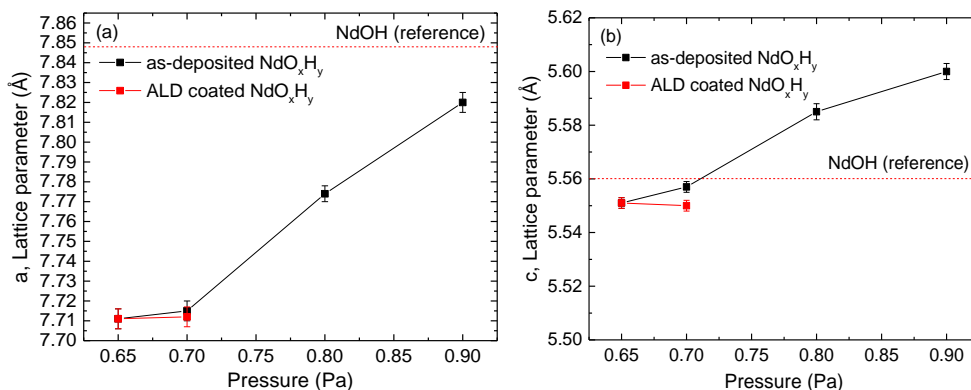 (a)
NdOH (reference)
as-deposited NdOxHy
ALD coated NdOxHy
a, Lattice parameter (Å)
7.86
7.85
7.84
7.83
7.82
7.81
7.80
7.79
7.78
7.77
7.76
7.75
7.74
7.73
7.72
7.71
7.70
0.65 0.70 0.75 0.80 0.85 0.90
Pressure (Pa)
(b)
as-deposited NdOxHy
ALD coated NdOxHy
NdOH (reference)
c, Lattice parameter (Å)
5.62
5.60
5.58
5.56
5.54
5.52
5.50
0.65 0.70 0.75 0.80 0.85 0.90
Pressure (Pa)